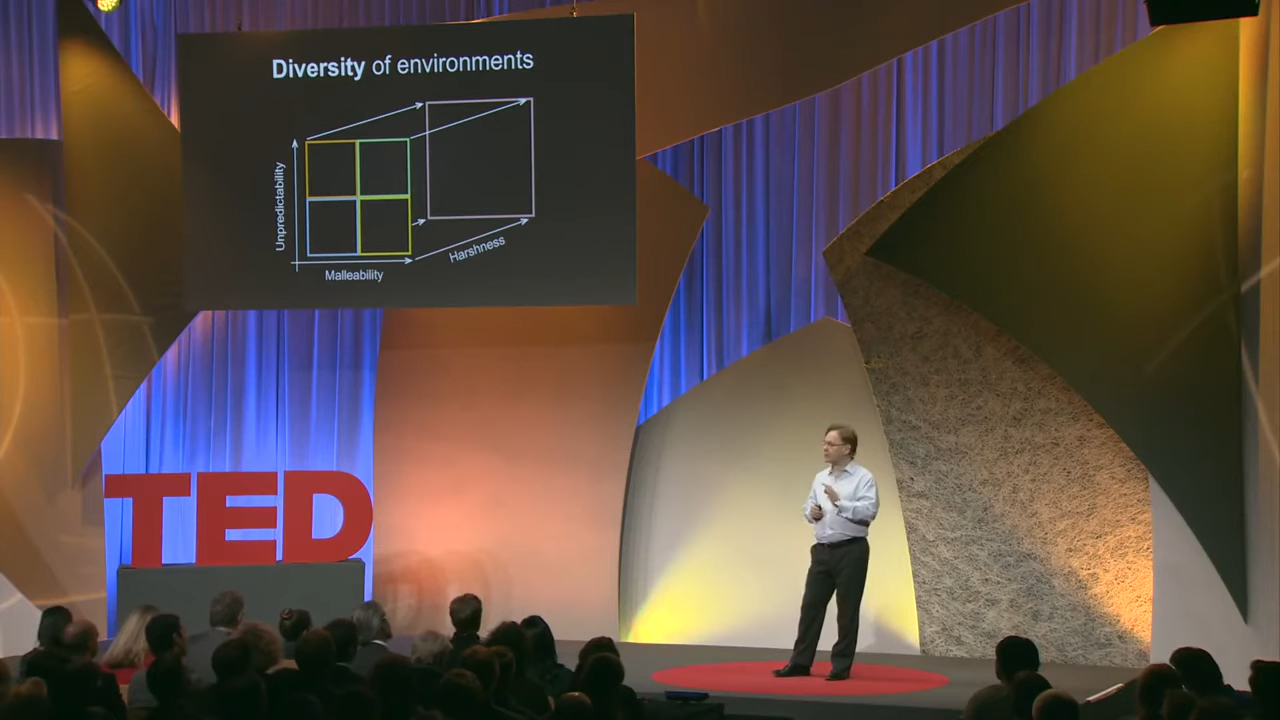 Diversity of environments
Unpredictability
Harshness
Malleability
TED